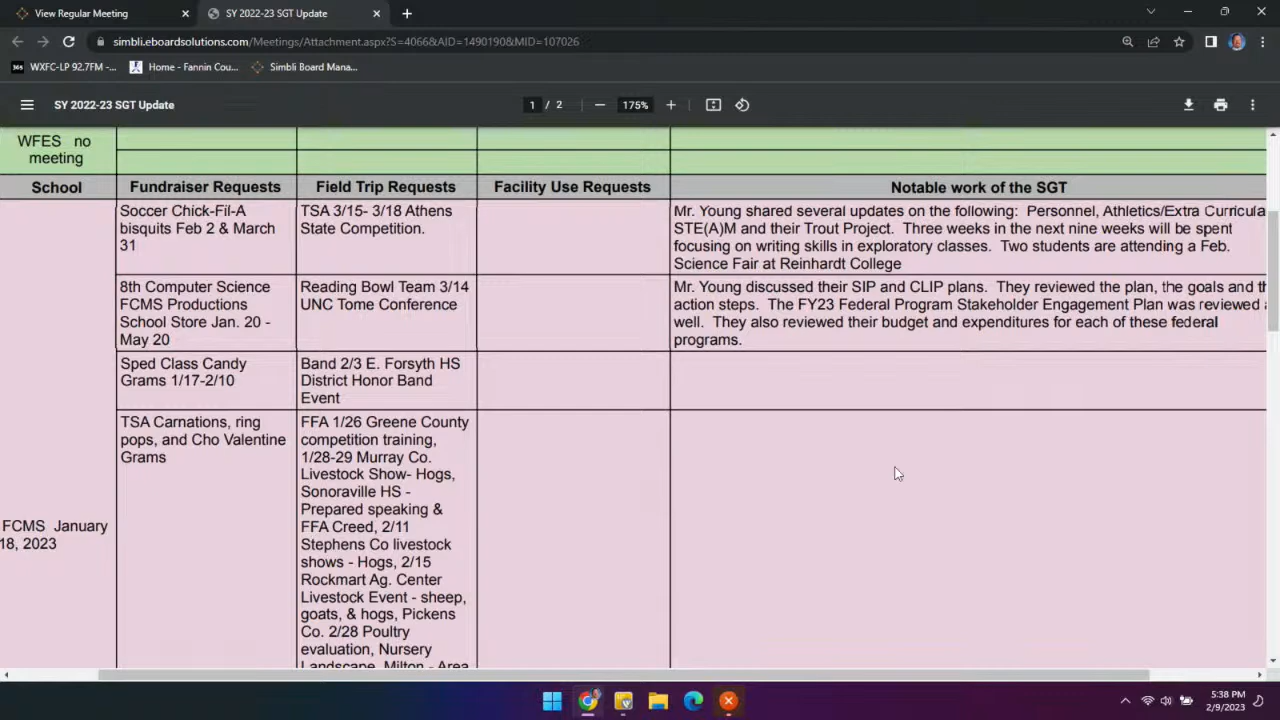 View Regular Meeting
SY 2022-23 SGT Update
simbli.eboardsolutions.com/Meetings/Attachment.aspx?S=4066&AID=1490190&MID=107026
WXFC-LP 92.7FM -...
Home - Fannin Cou...
Simbli Board Mana...
SY 2022-23 SGT Update
1 / 2
175%
WFES no
meeting
School
Fundraiser Requests
Field Trip Requests
Facility Use Requests
Notable work of the SGT
FCMS January
18, 2023
Soccer Chick-Fil-A
bisquits Feb 2 & March
31
TSA 3/15- 3/18 Athens
State Competition.
Mr. Young shared several updates on the following: Personnel, Athletics/Extra Curricula
STE(A)M and their Trout Project. Three weeks in the next nine weeks will be spent
focusing on writing skills in exploratory classes. Two students are attending a Feb.
Science Fair at Reinhardt College
8th Computer Science
FCMS Productions
School Store Jan. 20 -
May 20
Reading Bowl Team 3/14
UNC Tome Conference
Mr. Young discussed their SIP and CLIP plans. They reviewed the plan, the goals and th
action steps. The FY23 Federal Program Stakeholder Engagement Plan was reviewed a
well. They also reviewed their budget and expenditures for each of these federal
programs.
Sped Class Candy
Grams 1/17-2/10
Band 2/3 E. Forsyth HS
District Honor Band
Event
TSA Carnations, ring
pops, and Cho Valentine
Grams
FFA 1/26 Greene County
competition training,
1/28-29 Murray Co.
Livestock Show- Hogs,
Sonoraville HS -
Prepared speaking &
FFA Creed, 2/11
Stephens Co livestock
shows - Hogs, 2/15
Rockmart Ag. Center
Livestock Event - sheep,
goats, & hogs, Pickens
Co. 2/28 Poultry
evaluation, Nursery
Landscape, Milton - Area
5:38 PM
2/9/2023